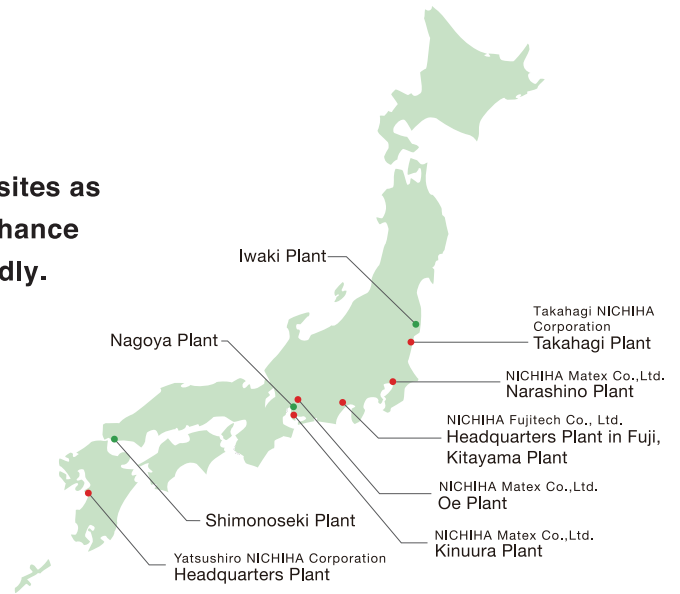 sites as
hance
dly.
Iwaki Plant
Nagoya Plant
Takahagi NICHIHA
Corporation
Takahagi Plant
NICHIHA Matex Co.,Ltd.
Narashino Plant
NICHIHA Fujitech Co., Ltd.
Headquarters Plant in Fuji,
Kitayama Plant
NICHIHA Matex Co.,Ltd.
Oe Plant
Shimonoseki Plant
NICHIHA Matex Co.,Ltd.
Kinuura Plant
Yatsushiro NICHIHA Corporation
Headquarters Plant